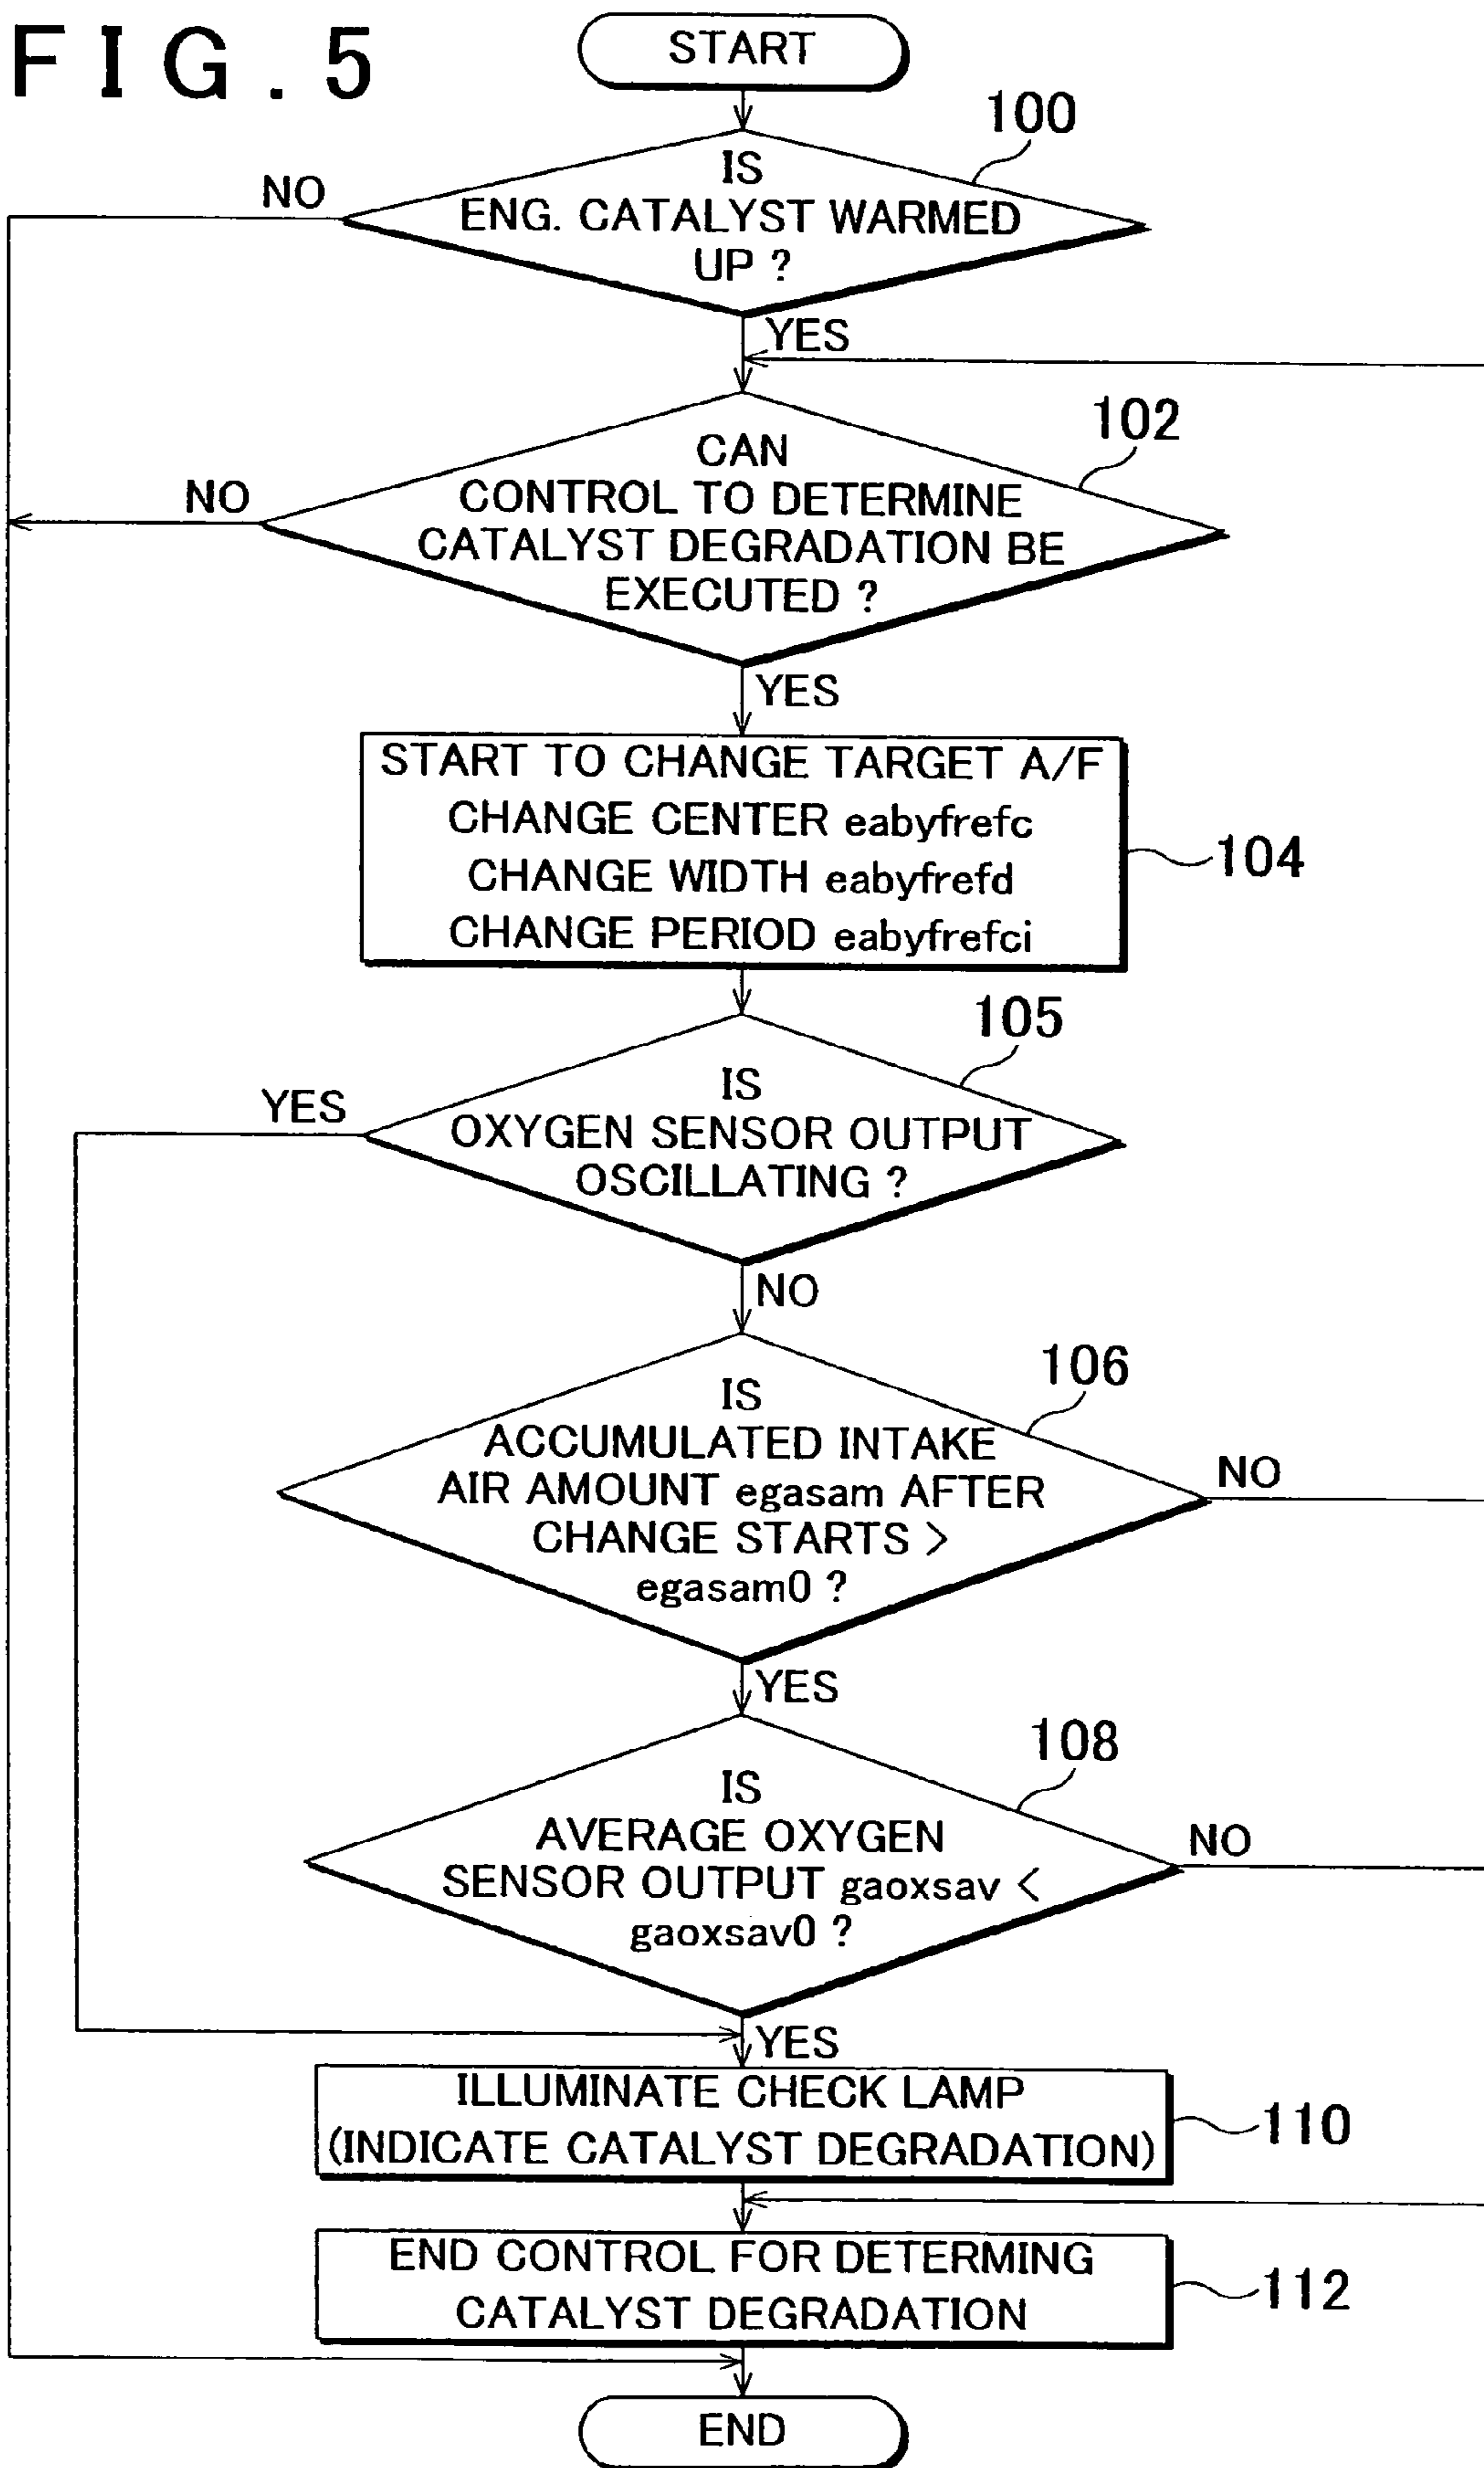 FIG.5
START
100
IS
ENG. CATALYST WARMED
UP ?
NO
YES
102
CAN
CONTROL TO DETERMINE
CATALYST DEGRADATION BE
EXECUTED ?
NO
YES
START TO CHANGE TARGET A/F
CHANGE CENTER eabyfrefc
CHANGE WIDTH eabyfrefd
CHANGE PERIOD eabyfrefci
104
105
IS
OXYGEN SENSOR OUTPUT
OSCILLATING ?
YES
NO
106
IS
ACCUMULATED INTAKE
AIR AMOUNT egasam AFTER
CHANGE STARTS >
egasam0 ?
NO
YES
108
IS
AVERAGE OXYGEN
SENSOR OUTPUT gaoxsav <
gaoxsav0 ?
NO
YES
ILLUMINATE CHECK LAMP
(INDICATE CATALYST DEGRADATION)
110
END CONTROL FOR DETERMING
CATALYST DEGRADATION
112
END